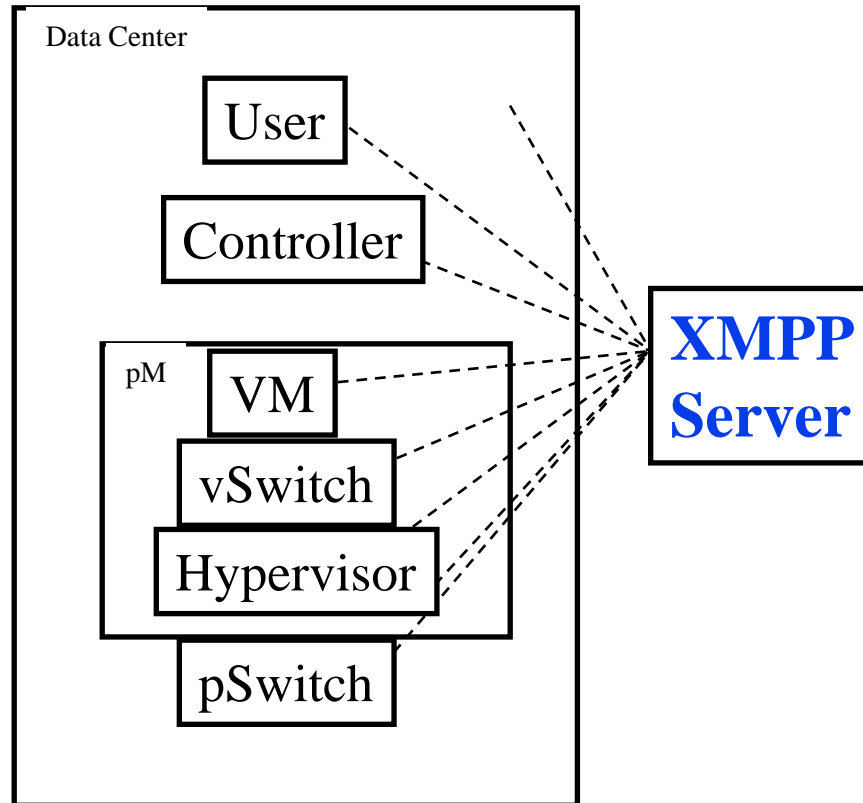 Data Center
User
Controller
pM
VM
vSwitch
Hypervisor
pSwitch
XMPP
Server